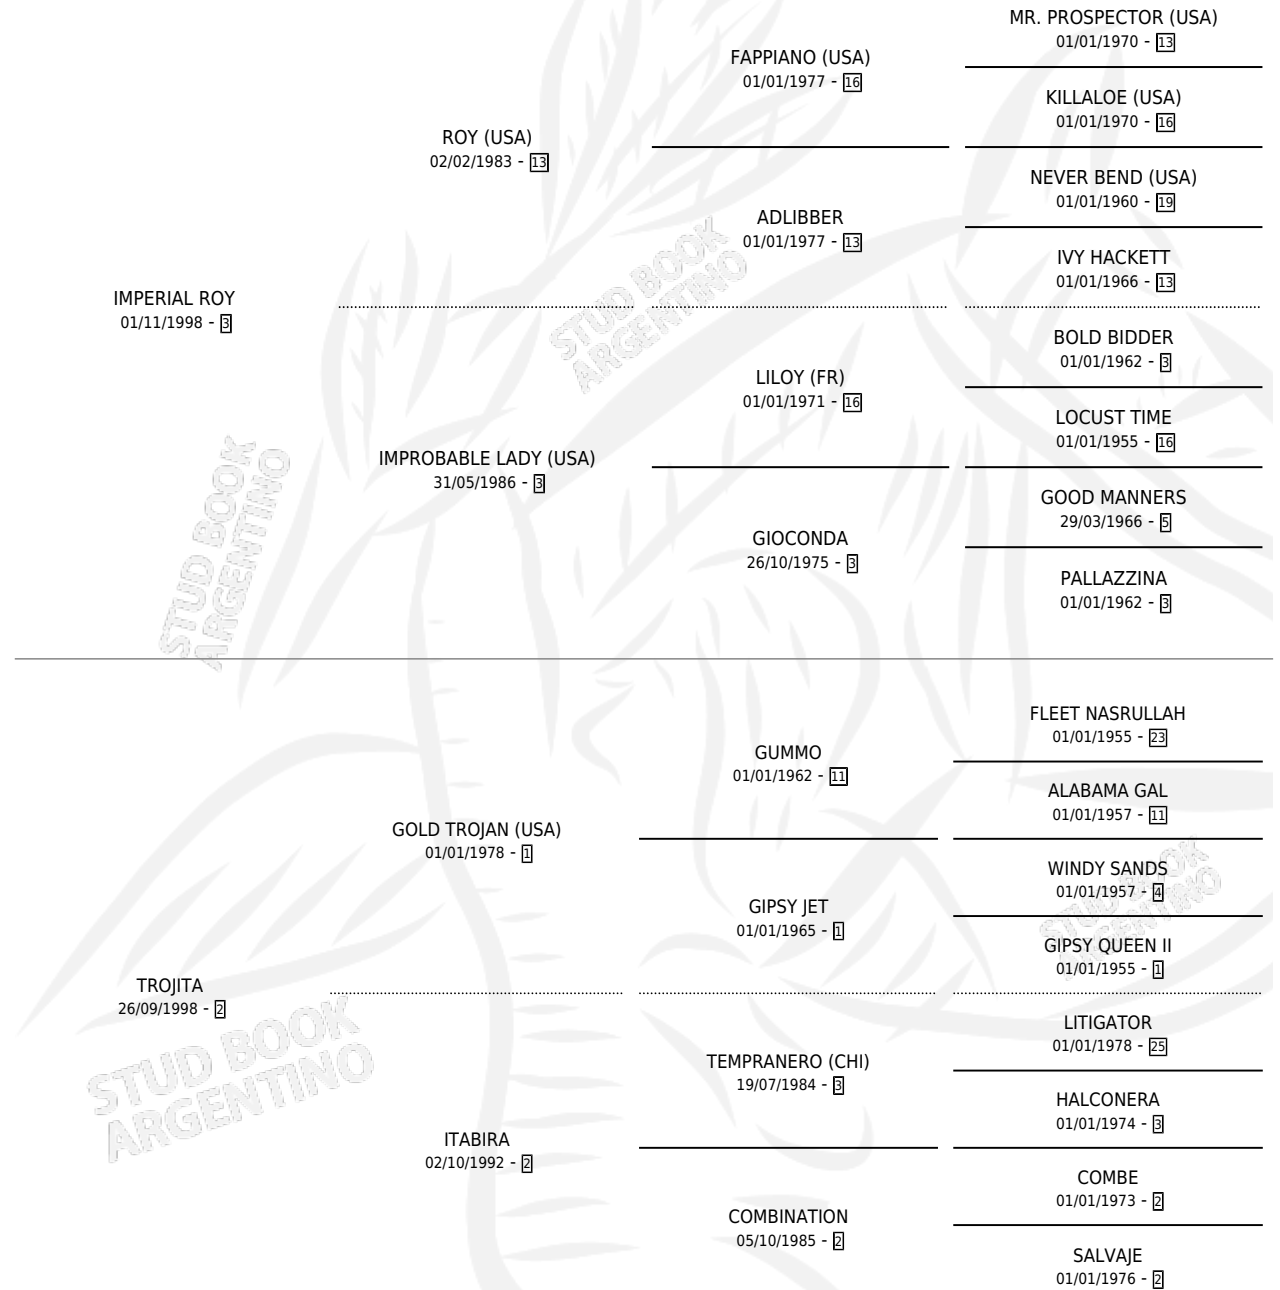 MR. PROSPECTOR (USA)
01/01/1970 - 13
FAPPIANO (USA)
01/01/1977 - 16
KILLALOE (USA)
01/01/1970 - 16
ROY (USA)
02/02/1983 - 13
NEVER BEND (USA)
01/01/1960 - 19
ADLIBBER
01/01/1977 - 13
IVY HACKETT
01/01/1966 - 13
IMPERIAL ROY
01/11/1998 - 3
BOLD BIDDER
01/01/1962 - 3
LILOY (FR)
01/01/1971 - 16
LOCUST TIME
01/01/1955 - 16
IMPROBABLE LADY (USA)
31/05/1986 - 3
GOOD MANNERS
29/03/1966 - 5
GIOCONDA
26/10/1975 - 3
PALLAZZINA
01/01/1962 - 3
STUD BOOK
ARGENTINO
STUD BOOK
ARGENTINO
FLEET NASRULLAH
01/01/1955 - 23
GUMMO
01/01/1962 - 11
ALABAMA GAL
01/01/1957 - 11
GOLD TROJAN (USA)
01/01/1978 - 1
WINDY SANDS
01/01/1957 - 4
GIPSY JET
01/01/1965 - 1
GIPSY QUEEN II
01/01/1955 - 1
TROJITA
26/09/1998 - 2
LITIGATOR
01/01/1978 - 25
TEMPRANERO (CHI)
19/07/1984 - 3
HALCONERA
01/01/1974 - 3
ITABIRA
02/10/1992 - 2
COMBE
01/01/1973 - 2
COMBINATION
05/10/1985 - 2
SALVAJE
01/01/1976 - 2
STUD BOOK
ARGENTINO
STUD BOOK
ARGENTINO